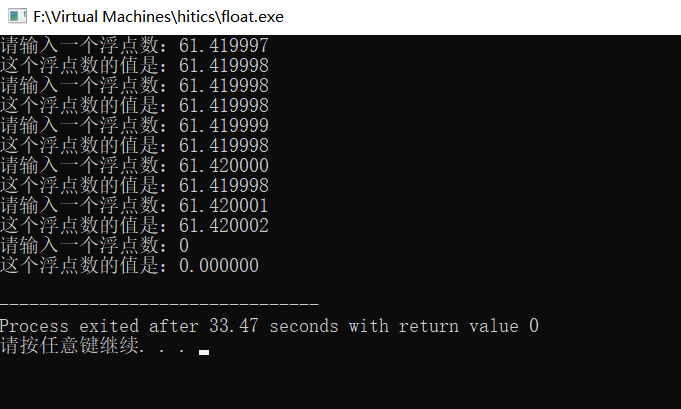 F:\Virtual Machines\hitics\float.exe
请输入一个浮点数：61.419997
这个浮点数的值是：61.419998
请输入一个浮点数：61.419998
这个浮点数的值是：61.419998
请输入一个浮点数：61.419999
这个浮点数的值是：61.419998
请输入一个浮点数：61.420000
这个浮点数的值是：61.419998
请输入一个浮点数：61.420001
这个浮点数的值是：61.420002
请输入一个浮点数：0
这个浮点数的值是：0.000000
--------------------------------
Process exited after 33.47 seconds with return value 0
请按任意键继续. . .